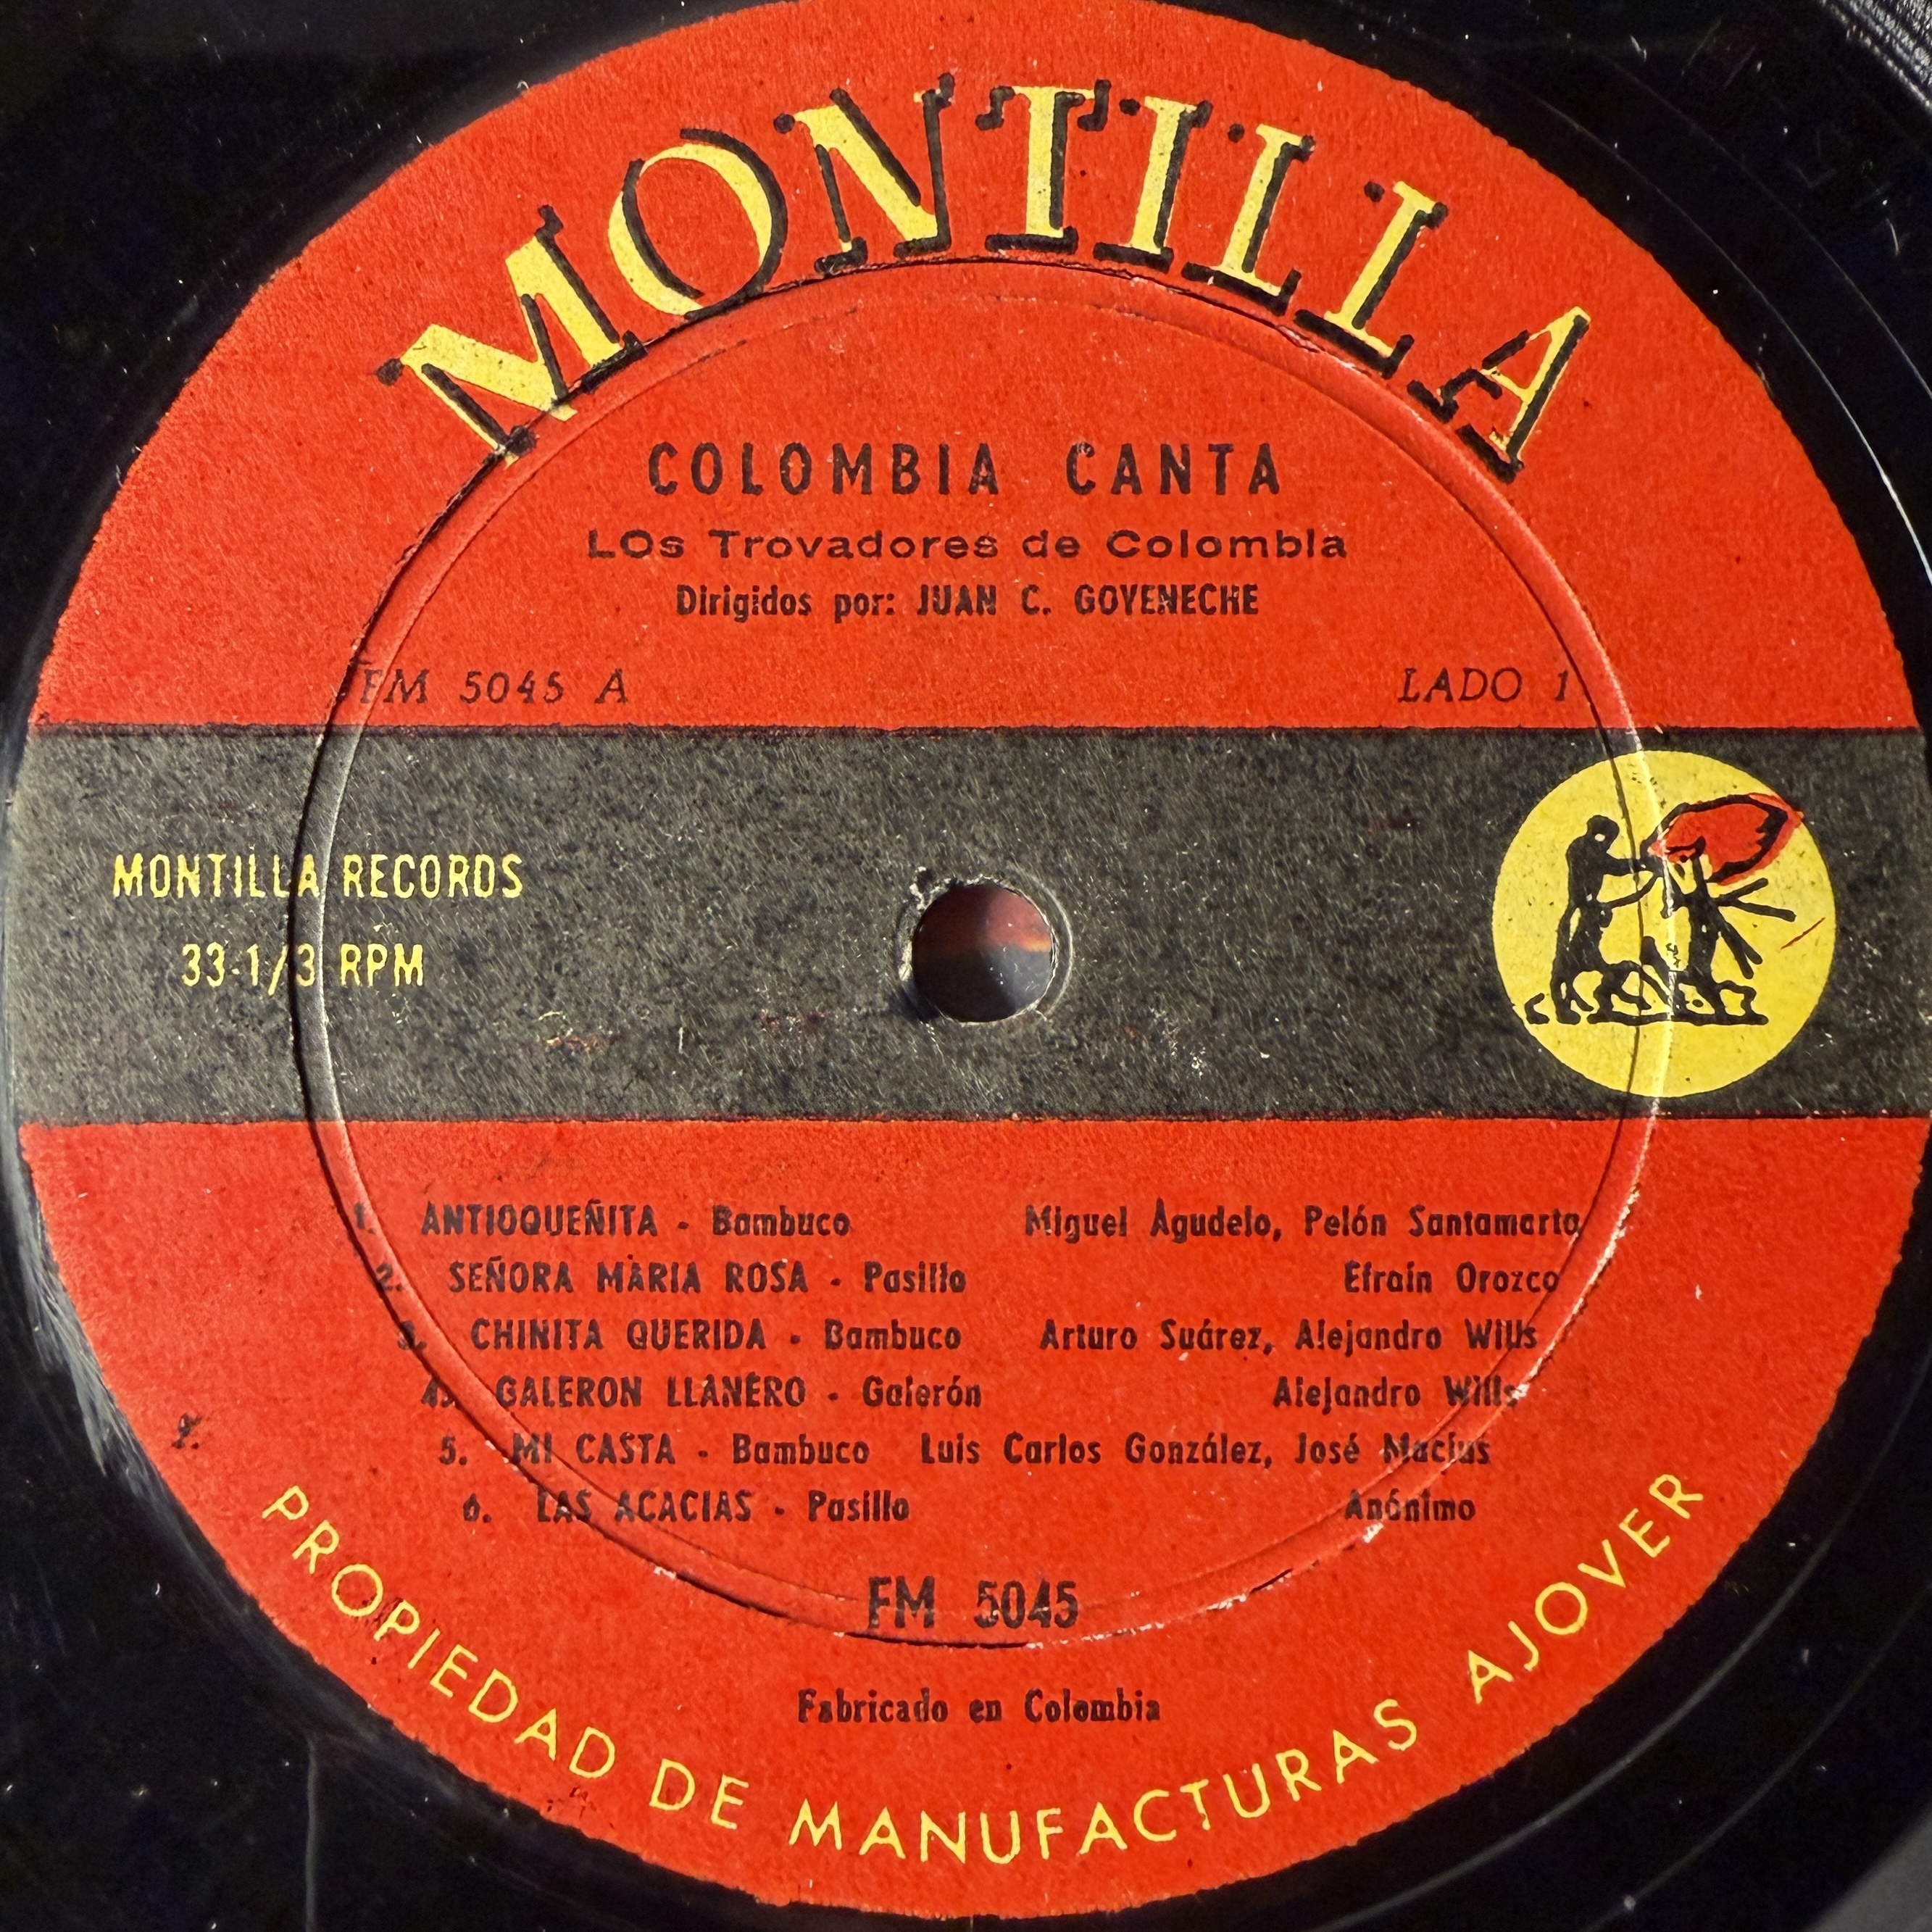 MONTILLA
COLOMBIA CANTA
LOs Trovadores de Colombia
Dirigidos por: JUAN C. GOYENECHE
FM 5045 A LADO 1
MONTILLA RECORDS
33-1/3 RPM
1. ANTIOQUEÑITA - Bambuco Miguel Agudelo, Pelón Santamarta
2. SEÑORA MARIA ROSA - Pasillo Efraín Orozco
3. CHINITA QUERIDA - Bambuco Arturo Suárez, Alejandro Wills
4. GALERON LLANERO - Galerón Alejandro Wills
5. MI CASTA - Bambuco Luis Carlos González, José Macías
6. LAS ACACIAS - Pasillo Anónimo
FM 5045
Fabricado en Colombia
PROPIEDAD DE MANUFACTURAS AJOVER